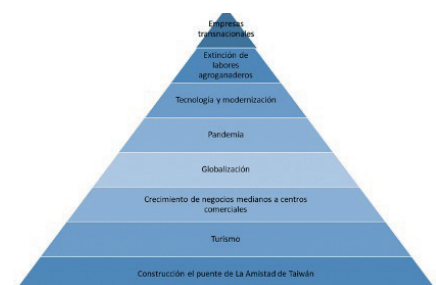 Empresas
transnacionales
Extinción de
labores
agroganaderos
Tecnología y modernización
Pandemia
Globalización
Crecimiento de negocios medianos a centros
comerciales
Turismo
Construcción el puente de La Amistad de Taiwán